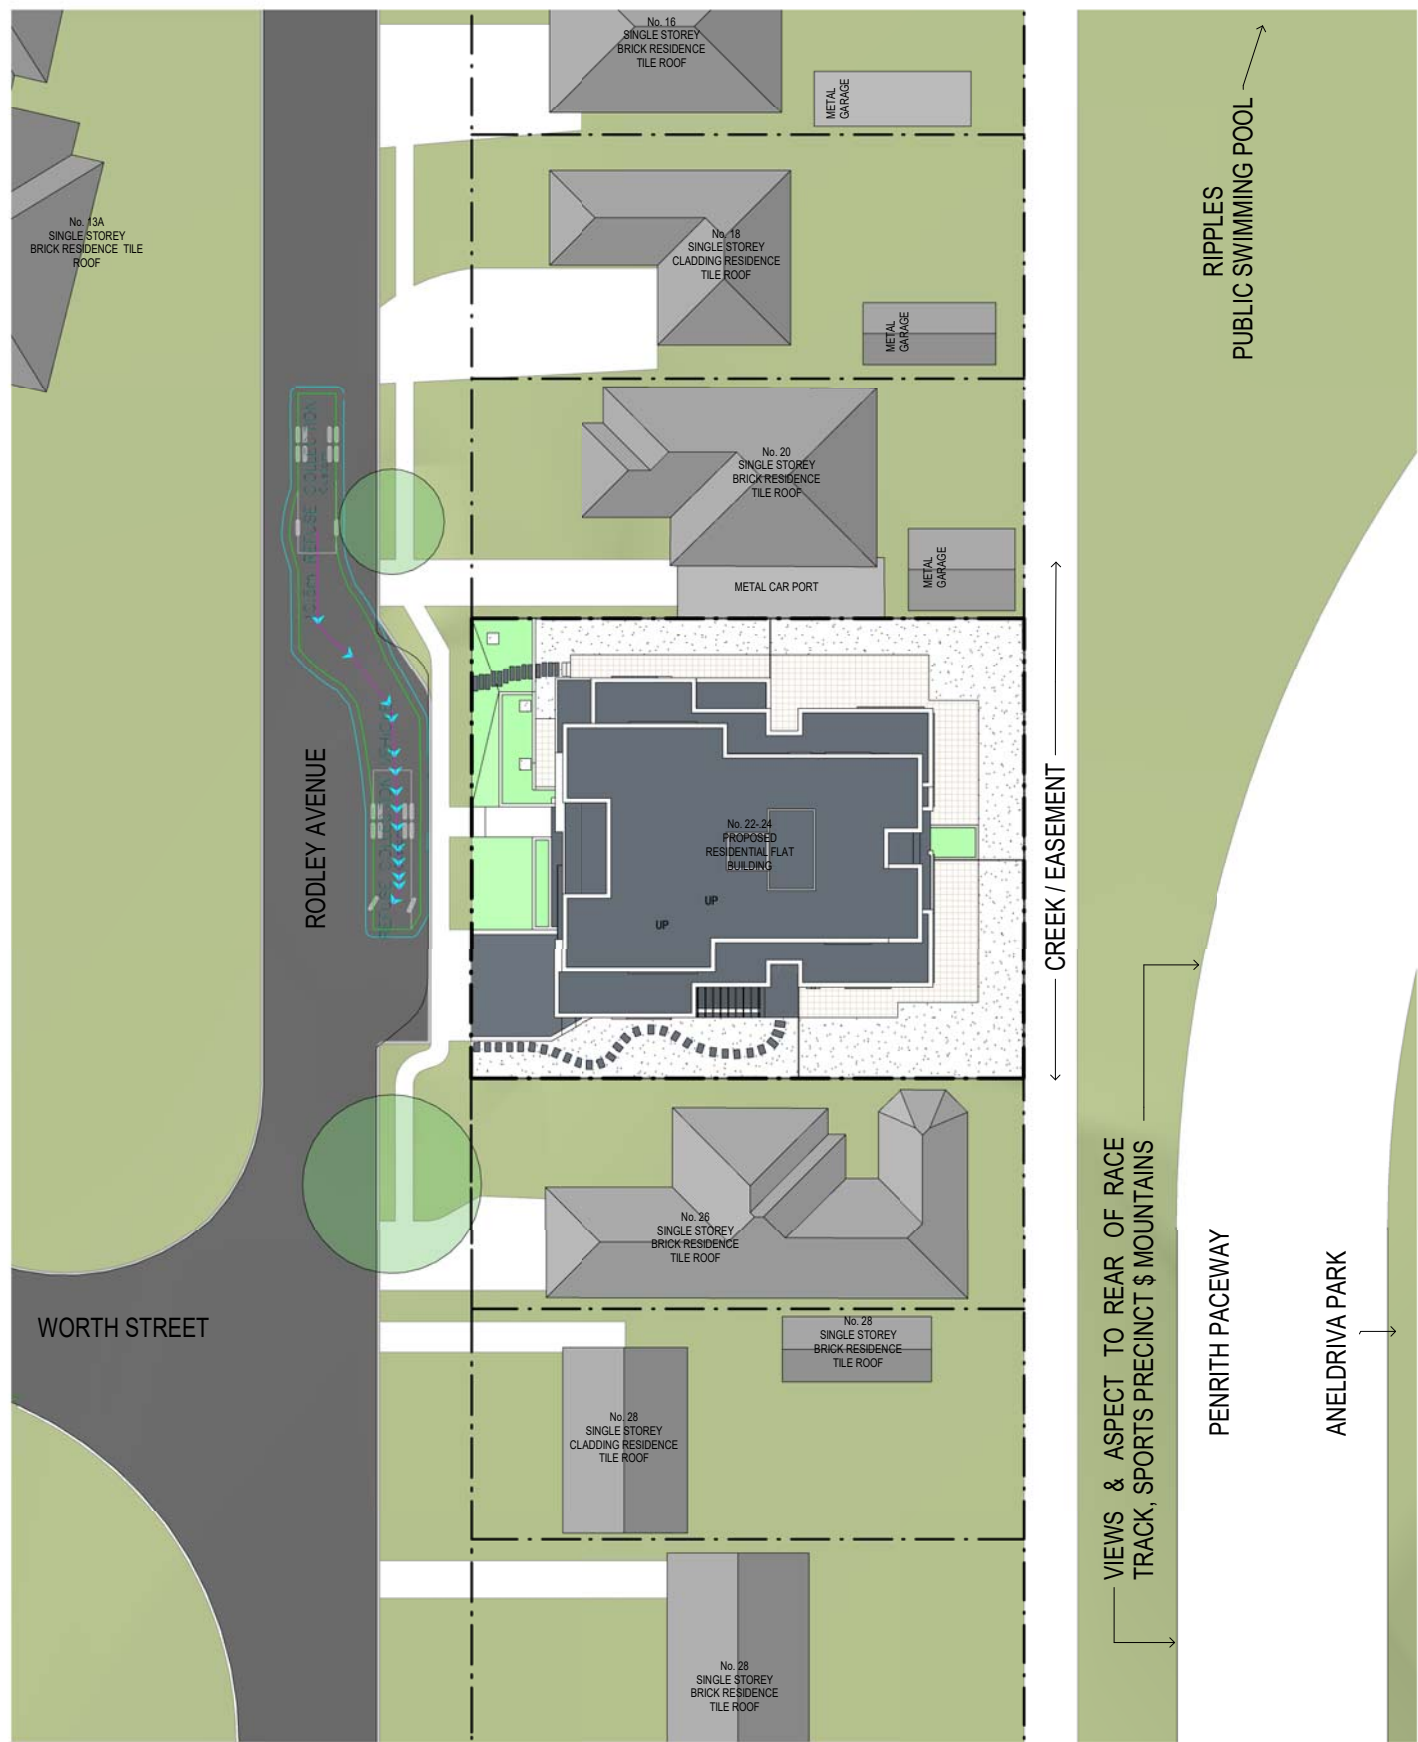 No. 16
SINGLE STOREY
BRICK RESIDENCE
TILE ROOF
METAL
GARAGE
RIPPLES
PUBLIC SWIMMING POOL
No. 13A
SINGLE STOREY
BRICK RESIDENCE TILE
ROOF
No. 18
SINGLE STOREY
CLADDING RESIDENCE
TILE ROOF
METAL
GARAGE
No. 20
SINGLE STOREY
BRICK RESIDENCE
TILE ROOF
METAL
GARAGE
METAL CAR PORT
10.5m REFUSE COLLECTION
RODLEY AVENUE
No. 22-.24
PROPOSED
RESIDENTIAL FLAT
BUILDING
UP
UP
CREEK / EASEMENT
VIEWS & ASPECT TO REAR OF RACE
TRACK, SPORTS PRECINCT $ MOUNTAINS
No. 26
SINGLE STOREY
BRICK RESIDENCE
TILE ROOF
WORTH STREET
PENRITH PACEWAY
ANELDRIVA PARK
No. 28
SINGLE STOREY
BRICK RESIDENCE
TILE ROOF
No. 28
SINGLE STOREY
CLADDING RESIDENCE
TILE ROOF
No. 28
SINGLE STOREY
BRICK RESIDENCE
TILE ROOF